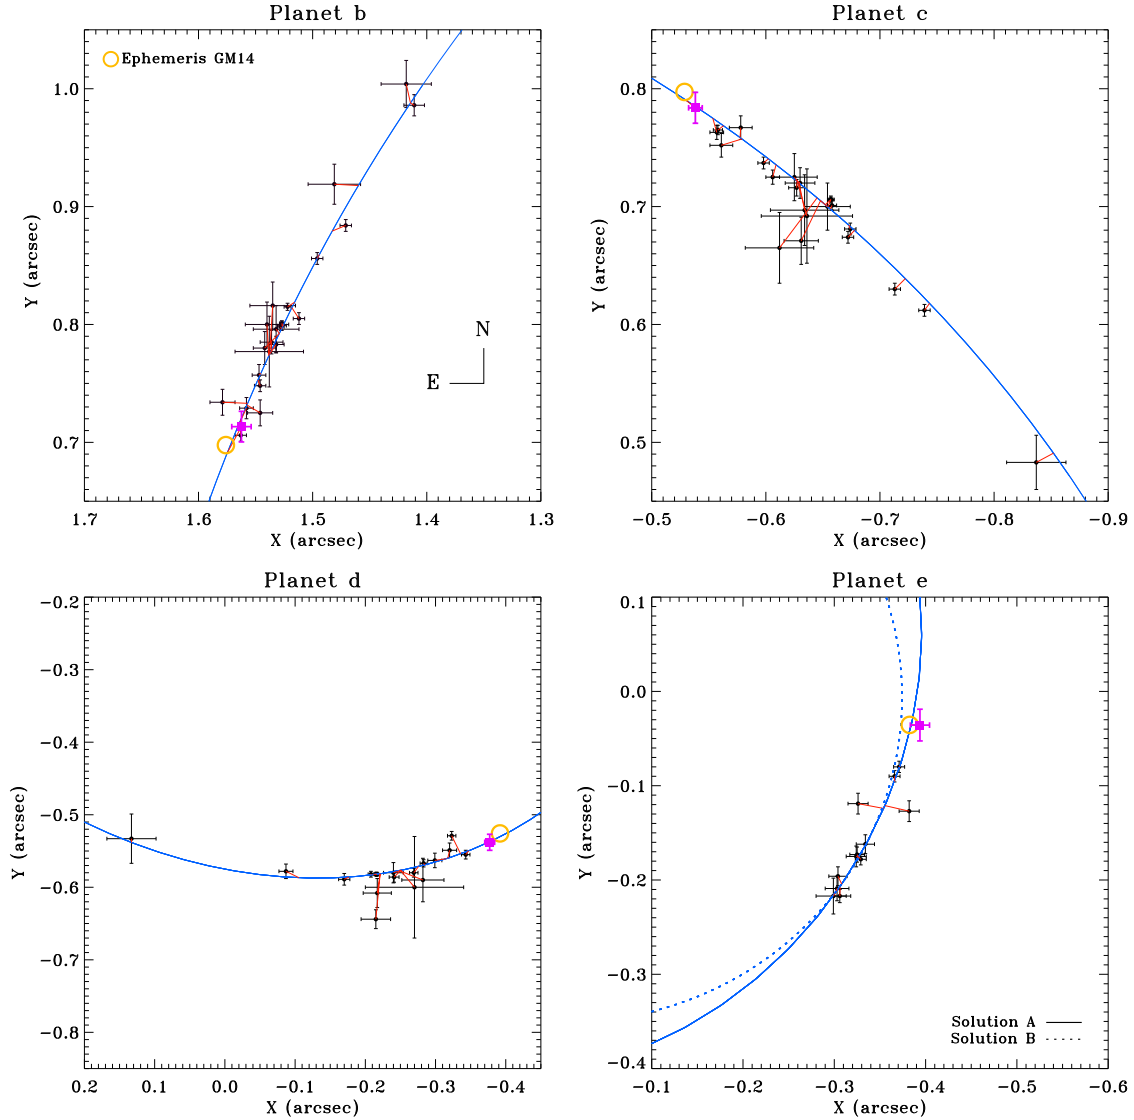 Planet b
Ephemeris GM14
N
E
Y (arcsec)
1.0
0.9
0.8
0.7
1.7 1.6 1.5 1.4 1.3
X (arcsec)
Planet c
Y (arcsec)
0.8
0.7
0.6
0.5
−0.5 −0.6 −0.7 −0.8 −0.9
X (arcsec)
Planet d
Y (arcsec)
−0.2
−0.3
−0.4
−0.5
−0.6
−0.7
−0.8
0.2 0.1 0.0 −0.1 −0.2 −0.3 −0.4
X (arcsec)
Planet e
Y (arcsec)
0.1
0.0
−0.1
−0.2
−0.3
−0.4
Solution A
Solution B
−0.1 −0.2 −0.3 −0.4 −0.5 −0.6
X (arcsec)